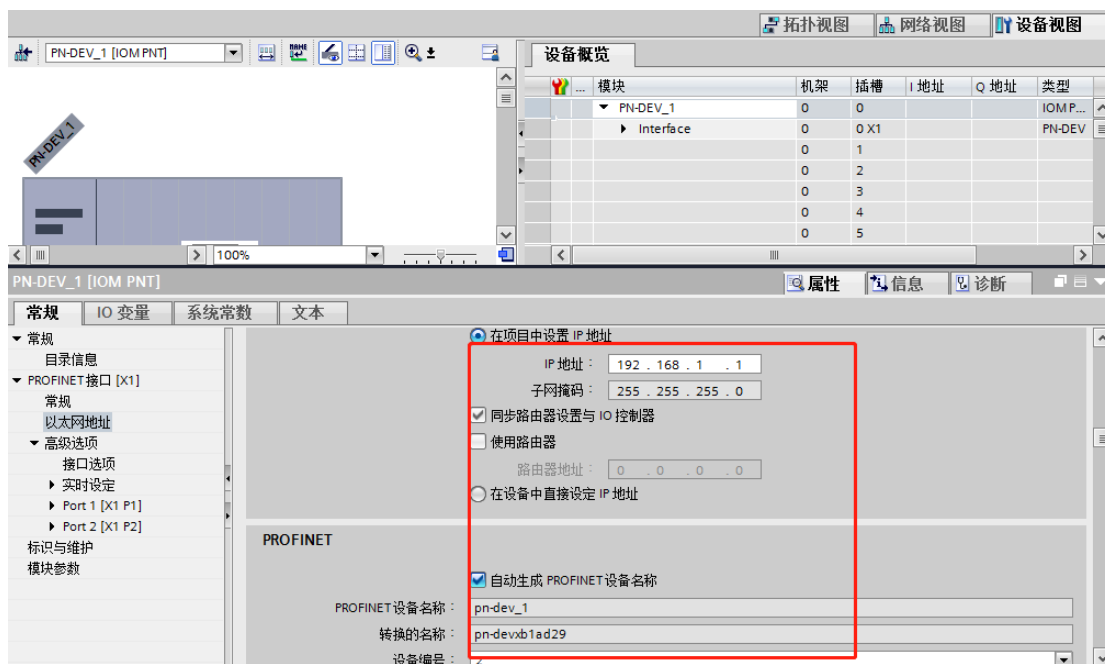 拓扑视图 网络视图 设备视图
PN-DEV_1 [IOM PNT]
设备概览
... 模块 机架 插槽 I 地址 Q 地址 类型
PN-DEV_1 0 0 IOM P...
Interface 0 0 X1 PN-DEV
0 1
0 2
0 3
0 4
0 5
PN-DEV_1
100%
PN-DEV_1 [IOM PNT] 属性 信息 诊断
常规 IO 变量 系统常数 文本
常规
目录信息
PROFINET接口 [X1]
常规
以太网地址
高级选项
接口选项
实时设定
Port 1 [X1 P1]
Port 2 [X1 P2]
标识与维护
模块参数
在项目中设置 IP 地址
IP 地址： 192 . 168 . 1 . 1
子网掩码： 255 . 255 . 255 . 0
同步路由器设置与 IO 控制器
使用路由器
路由器地址： 0 . 0 . 0 . 0
在设备中直接设定 IP 地址
PROFINET
自动生成 PROFINET 设备名称
PROFINET 设备名称： pn-dev_1
转换的名称： pn-devxb1ad29
设备编号： 2